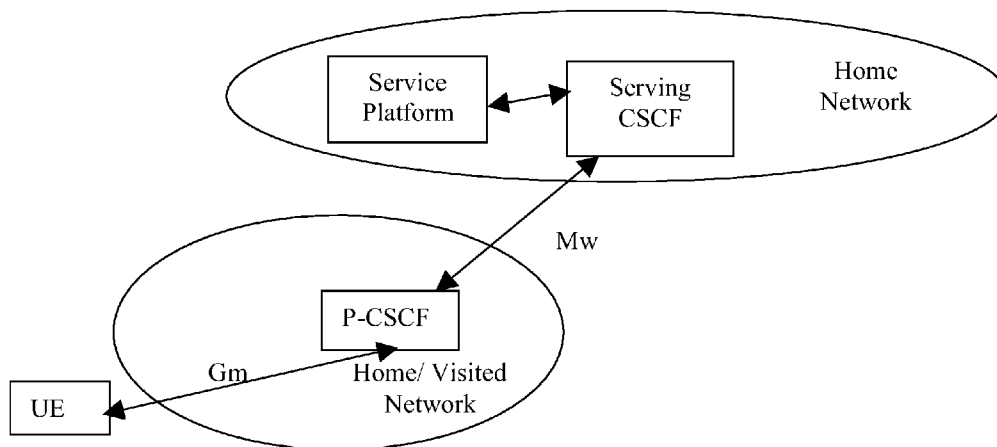 Service
Platform
Serving
CSCF
Home
Network
Mw
P-CSCF
Gm
Home/ Visited
Network
UE